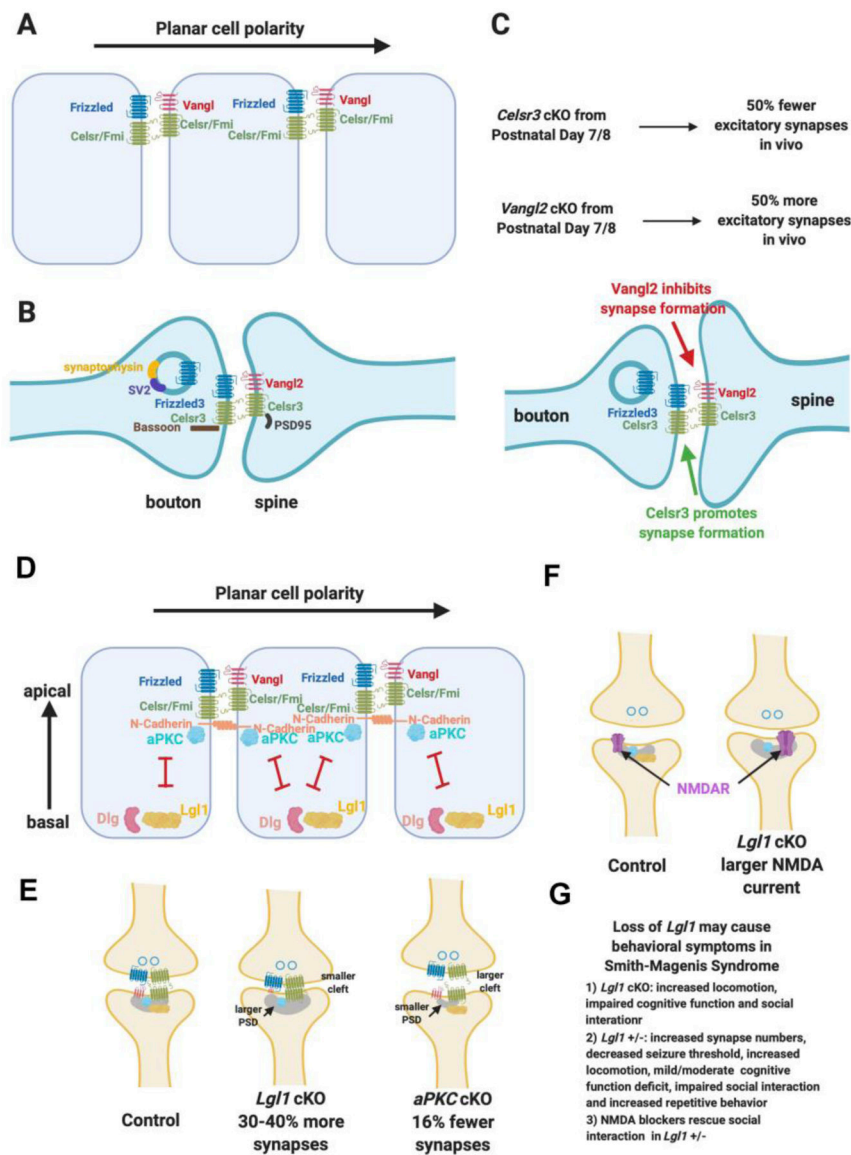 A
Planar cell polarity
Frizzled
Vangl
Frizzled
Vangl
Celsr/Fmi
Celsr/Fmi
Celsr/Fmi
Celsr/Fmi
B
synaptophysin
SV2
Frizzled3
Vangl2
Celsr3
Celsr3
Bassoon
PSD95
bouton
spine
C
Celsr3 cKO from
Postnatal Day 7/8
50% fewer
excitatory synapses
in vivo
Vangl2 cKO from
Postnatal Day 7/8
50% more
excitatory synapses
in vivo
Vangl2 inhibits
synapse formation
bouton
Frizzled3
Celsr3
Vangl2
Celsr3
spine
Celsr3 promotes
synapse formation
D
Planar cell polarity
apical
basal
Frizzled
Vangl
Frizzled
Vangl
Celsr/Fmi
Celsr/Fmi
Celsr/Fmi
Celsr/Fmi
N-Cadherin
N-Cadherin
N-Cadherin
N-Cadherin
aPKC
aPKC
aPKC
aPKC
Dlg
Lgl1
Dlg
Lgl1
Dlg
Lgl1
E
smaller
cleft
larger
PSD
larger
cleft
smaller
PSD
Control
Lgl1 cKO
30-40% more
synapses
aPKC cKO
16% fewer
synapses
F
NMDAR
Control
Lgl1 cKO
larger NMDA
current
G
Loss of Lgl1 may cause
behavioral symptoms in
Smith-Magenis Syndrome
1) Lgl1 cKO: increased locomotion,
impaired cognitive function and social
interationr
2) Lgl1 +/-: increased synapse numbers,
decreased seizure threshold, increased
locomotion, mild/moderate cognitive
function deficit, impaired social interaction
and increased repetitive behavior
3) NMDA blockers rescue social
interaction in Lgl1 +/-